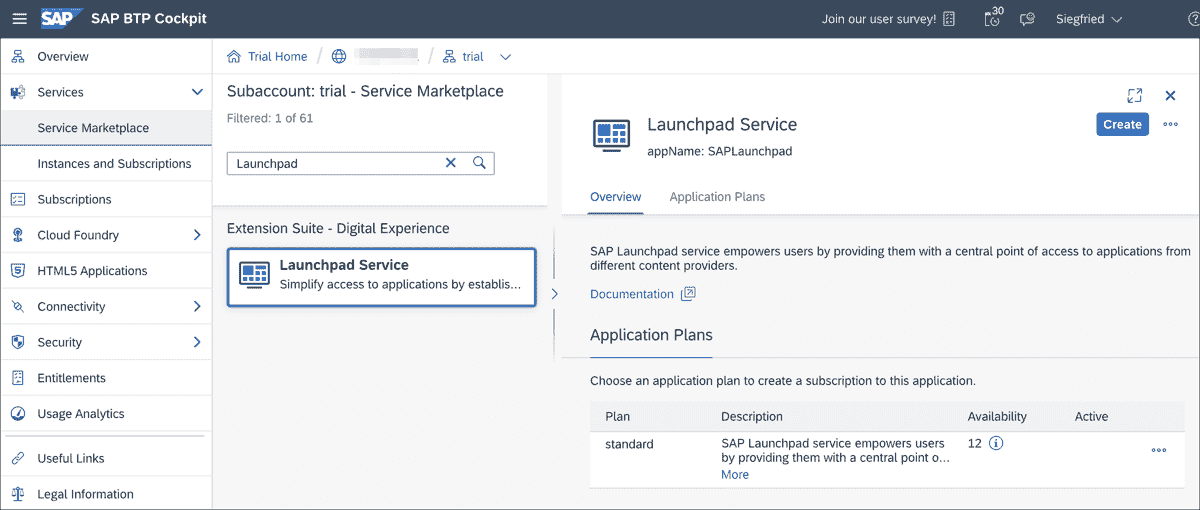 SAP SAP BTP Cockpit
Join our user survey!
30
Siegfried
Overview
Services
Service Marketplace
Instances and Subscriptions
Subscriptions
Cloud Foundry
HTML5 Applications
Connectivity
Security
Entitlements
Usage Analytics
Useful Links
Legal Information
Trial Home / / trial
Subaccount: trial - Service Marketplace
Filtered: 1 of 61
Launchpad
Extension Suite - Digital Experience
Launchpad Service
Simplify access to applications by establis...
Launchpad Service
appName: SAPLaunchpad
Create
Overview Application Plans
SAP Launchpad service empowers users by providing them with a central point of access to applications from
different content providers.
Documentation
Application Plans
Choose an application plan to create a subscription to this application.
Plan Description Availability Active
standard SAP Launchpad service empowers users 12
by providing them with a central point o...
More